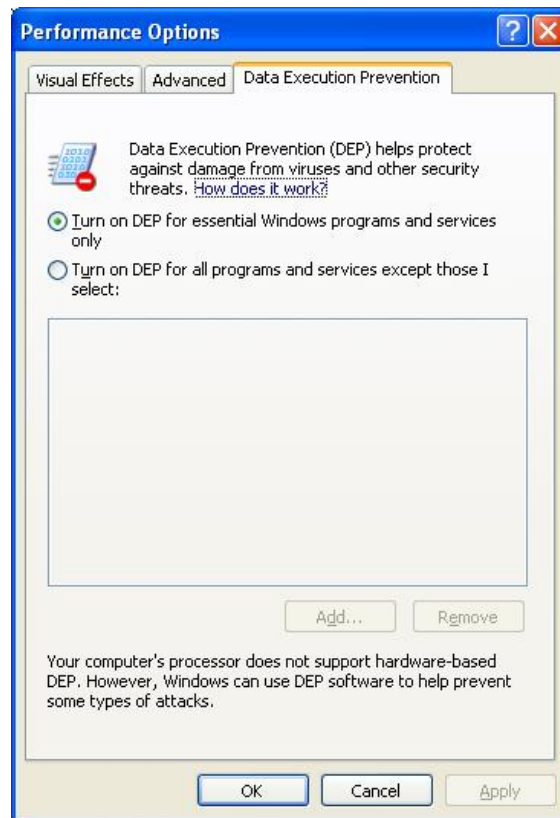 Performance Options
Visual Effects
Advanced
Data Execution Prevention
Data Execution Prevention (DEP) helps protect
against damage from viruses and other security
threats. How does it work?
Turn on DEP for essential Windows programs and services
only
Turn on DEP for all programs and services except those I
select:
Add...
Remove
Your computer's processor does not support hardware-based
DEP. However, Windows can use DEP software to help prevent
some types of attacks.
OK
Cancel
Apply